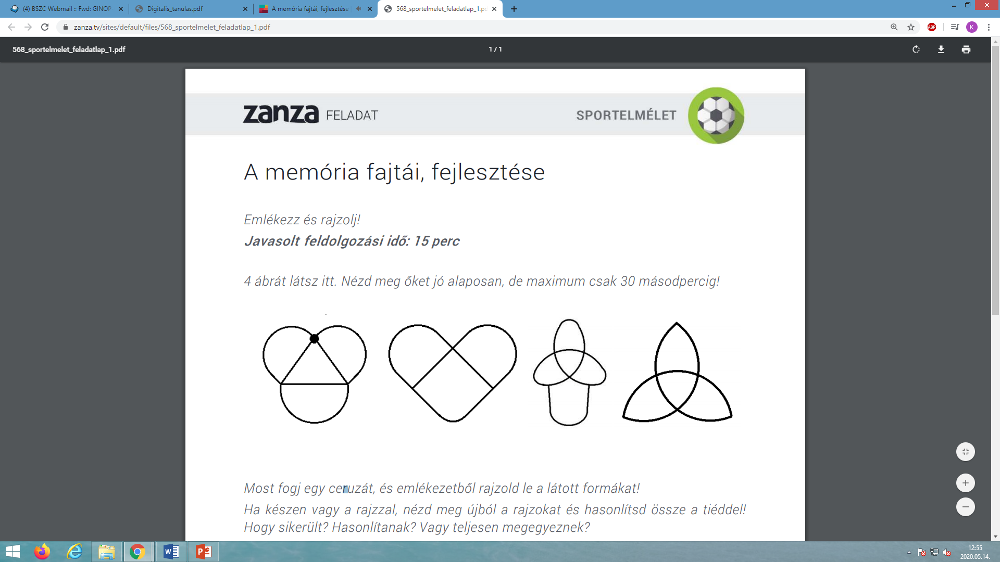 (4) BSZC Webmail :: Fwd: GINOP-
Digitalis_tanulas.pdf
A memória fajtái, fejlesztése
568_sportelmelet_feladatlap_1.pd
zanza.tv/sites/default/files/568_sportelmelet_feladatlap_1.pdf
ABP
K
568_sportelmelet_feladatlap_1.pdf
1 / 1
zanza FELADAT
SPORTELMÉLET
A memória fajtái, fejlesztése
Emlékezz és rajzolj!
Javasolt feldolgozási idő: 15 perc
4 ábrát látsz itt. Nézd meg őket jó alaposan, de maximum csak 30 másodpercig!
Most fogj egy ceruzát, és emlékezetből rajzold le a látott formákat!
Ha készen vagy a rajzzal, nézd meg újból a rajzokat és hasonlítsd össze a tiéddel!
Hogy sikerült? Hasonlítanak? Vagy teljesen megegyeznek?
12:55
2020.05.14.